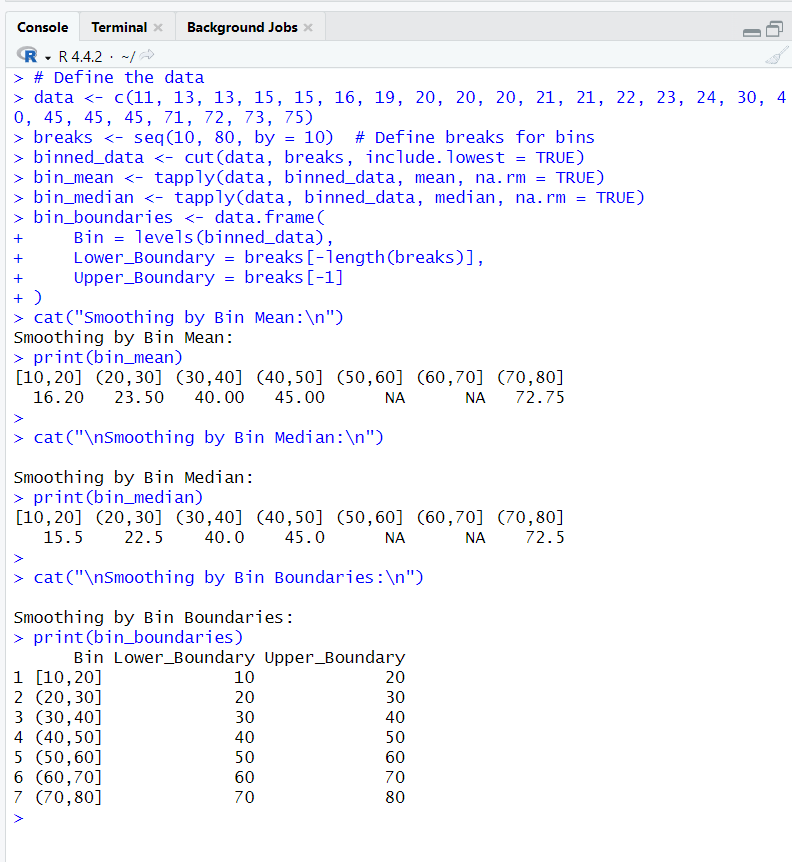 Console Terminal Background Jobs
R R 4.4.2 · ~/
> # Define the data
> data <- c(11, 13, 13, 15, 15, 16, 19, 20, 20, 20, 21, 21, 22, 23, 24, 30, 4
0, 45, 45, 45, 71, 72, 73, 75)
> breaks <- seq(10, 80, by = 10)  # Define breaks for bins
> binned_data <- cut(data, breaks, include.lowest = TRUE)
> bin_mean <- tapply(data, binned_data, mean, na.rm = TRUE)
> bin_median <- tapply(data, binned_data, median, na.rm = TRUE)
> bin_boundaries <- data.frame(
+     Bin = levels(binned_data),
+     Lower_Boundary = breaks[-length(breaks)],
+     Upper_Boundary = breaks[-1]
+ )
> cat("Smoothing by Bin Mean:\n")
Smoothing by Bin Mean:
> print(bin_mean)
[10,20] (20,30] (30,40] (40,50] (50,60] (60,70] (70,80]
  16.20   23.50   40.00   45.00      NA      NA   72.75
>
> cat("\nSmoothing by Bin Median:\n")

Smoothing by Bin Median:
> print(bin_median)
[10,20] (20,30] (30,40] (40,50] (50,60] (60,70] (70,80]
   15.5    22.5    40.0    45.0      NA      NA    72.5
>
> cat("\nSmoothing by Bin Boundaries:\n")

Smoothing by Bin Boundaries:
> print(bin_boundaries)
      Bin Lower_Boundary Upper_Boundary
1 [10,20]             10             20
2 (20,30]             20             30
3 (30,40]             30             40
4 (40,50]             40             50
5 (50,60]             50             60
6 (60,70]             60             70
7 (70,80]             70             80
>